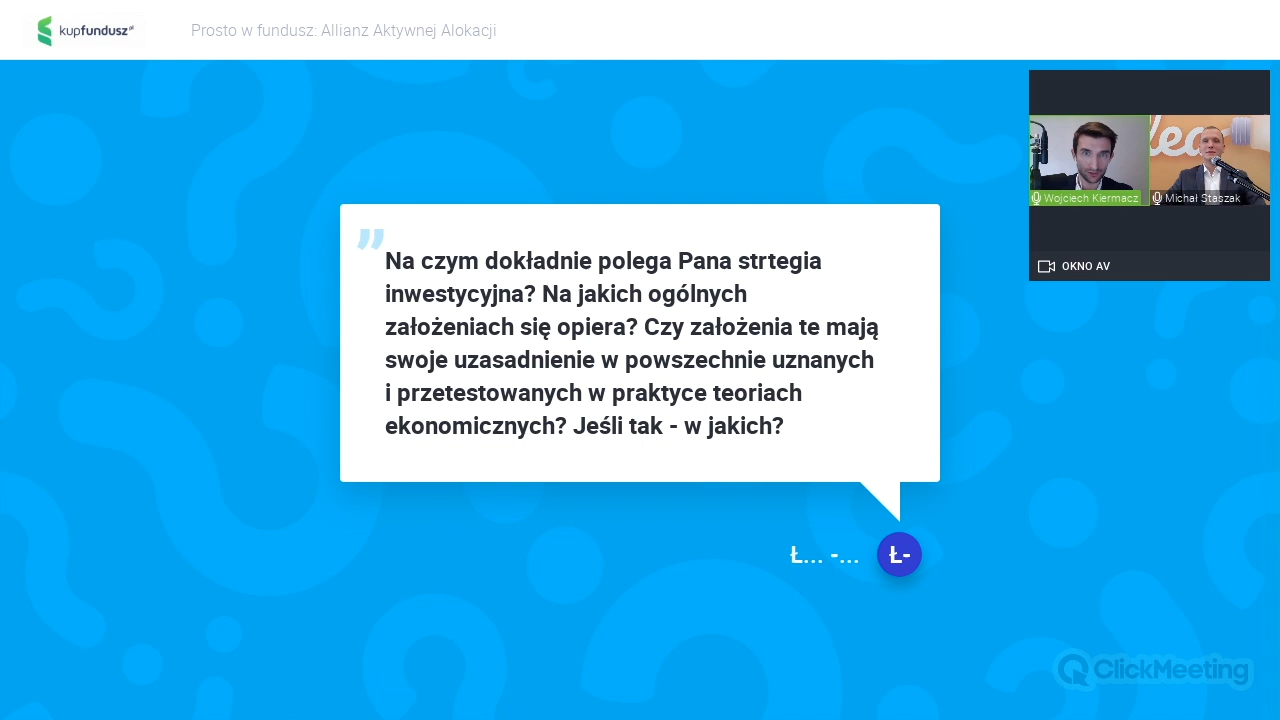 kupfundusz.pl
Prosto w fundusz: Allianz Aktywnej Alokacji
lear
Wojciech Kiermacz
Michał Staszak
OKNO AV
”
Na czym dokładnie polega Pana strtegia
inwestycyjna? Na jakich ogólnych
założeniach się opiera? Czy założenia te mają
swoje uzasadnienie w powszechnie uznanych
i przetestowanych w praktyce teoriach
ekonomicznych? Jeśli tak - w jakich?
Ł... -...
Ł-
ClickMeeting